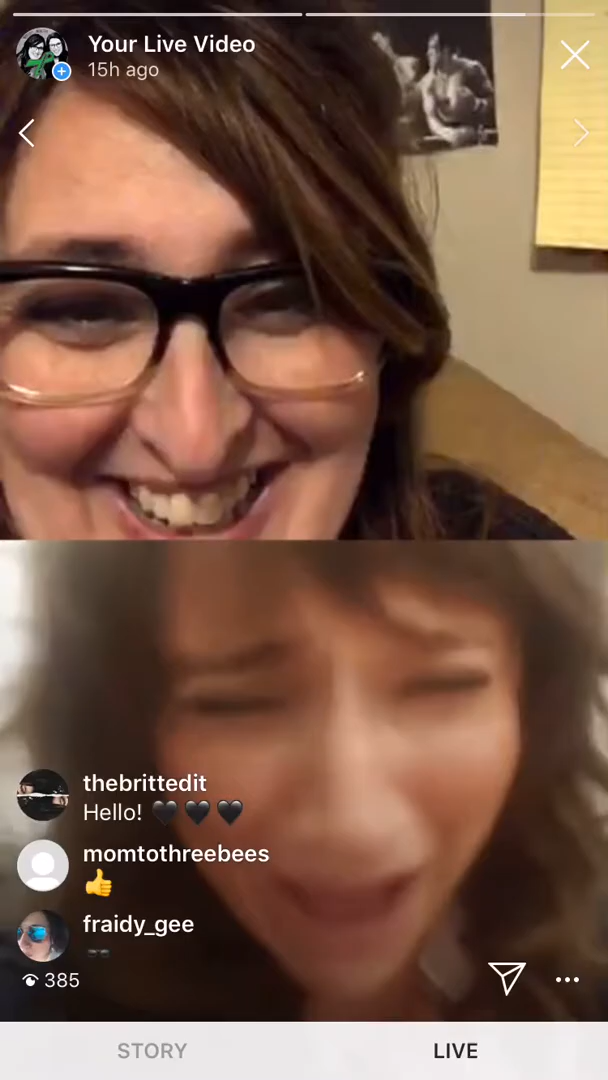 Your Live Video
15h ago
thebrittedit
Hello! 🖤 🖤 🖤
momtothreebees
👍
fraidy_gee
🕶️
385
STORY
LIVE